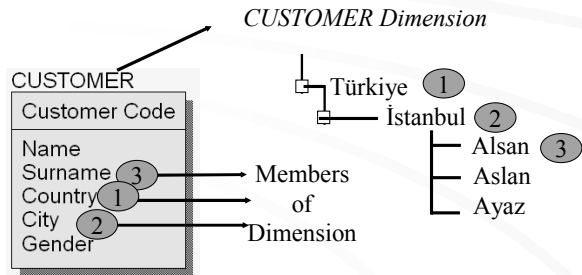 CUSTOMER Dimension
CUSTOMER
Customer Code
Name
Surname 3
Country 1
City 2
Gender
Members
of
Dimension
Türkiye 1
İstanbul 2
Alsan 3
Aslan
Ayaz